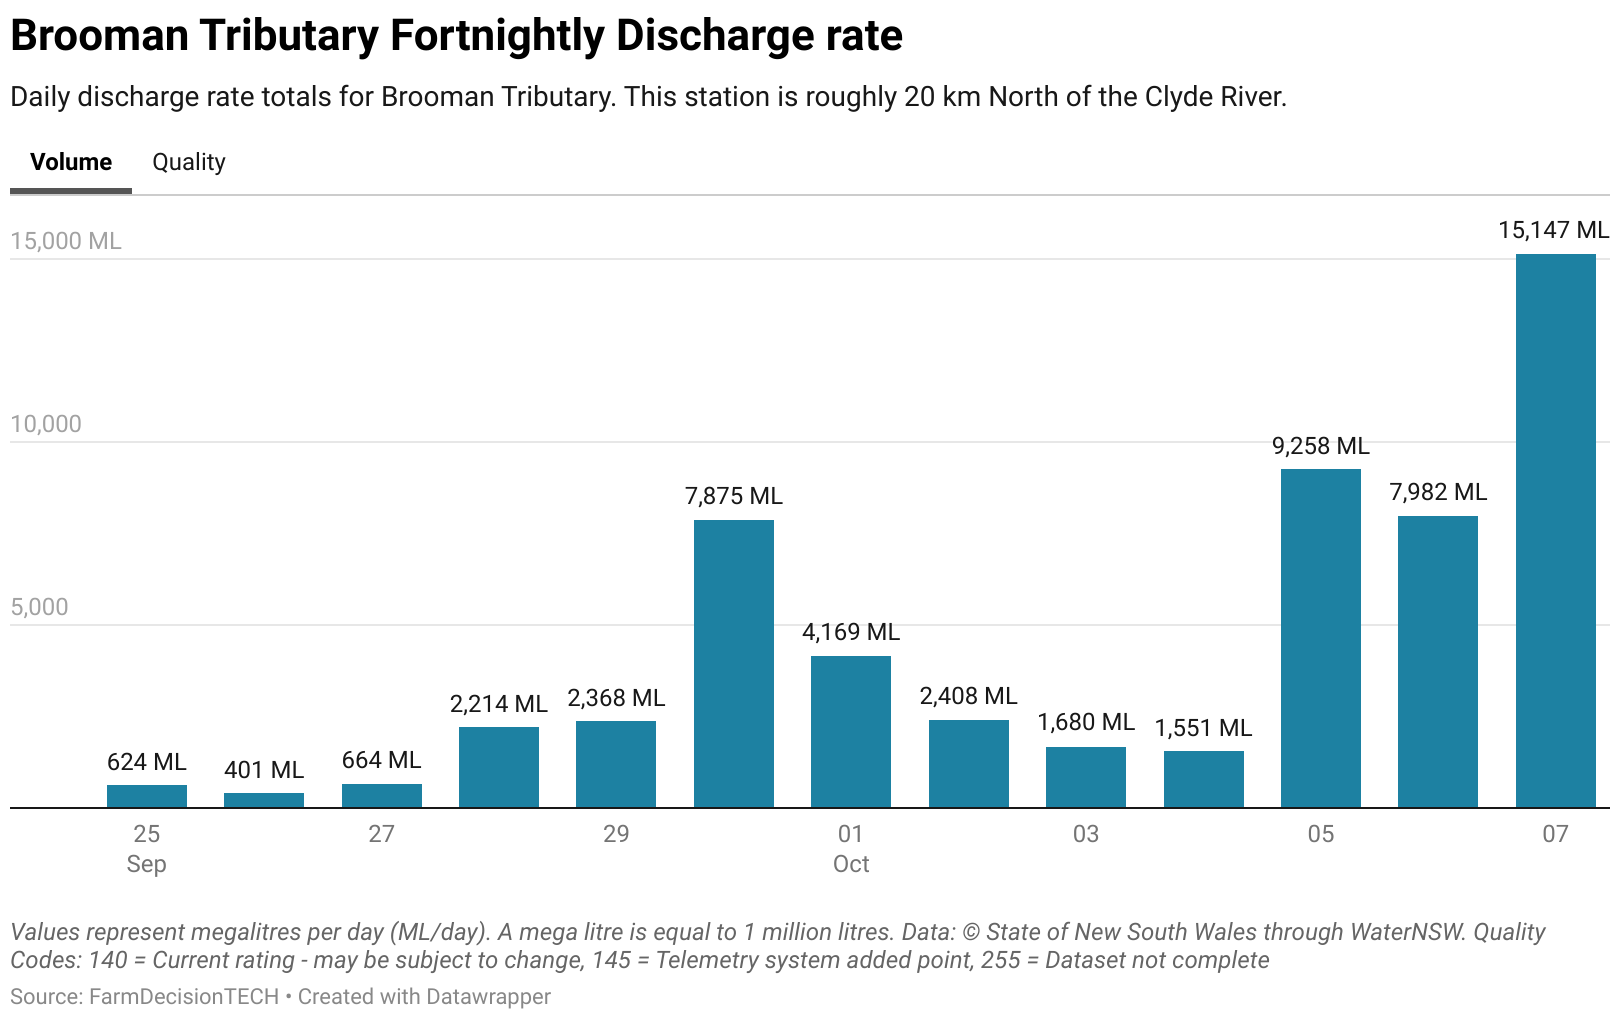 Brooman Tributary Fortnightly Discharge rate
Daily discharge rate totals for Brooman Tributary. This station is roughly 20 km North of the Clyde River.
Volume Quality
15,000 ML
15,147 ML
10,000
9,258 ML
7,982 ML
7,875 ML
5,000
4,169 ML
2,214 ML
2,368 ML
2,408 ML
1,680 ML
1,551 ML
624 ML
401 ML
664 ML
25 27 29 01 03 05 07
Sep Oct
Values represent megalitres per day (ML/day). A mega litre is equal to 1 million litres. Data: © State of New South Wales through WaterNSW. Quality
Codes: 140 = Current rating - may be subject to change, 145 = Telemetry system added point, 255 = Dataset not complete
Source: FarmDecisionTECH • Created with Datawrapper